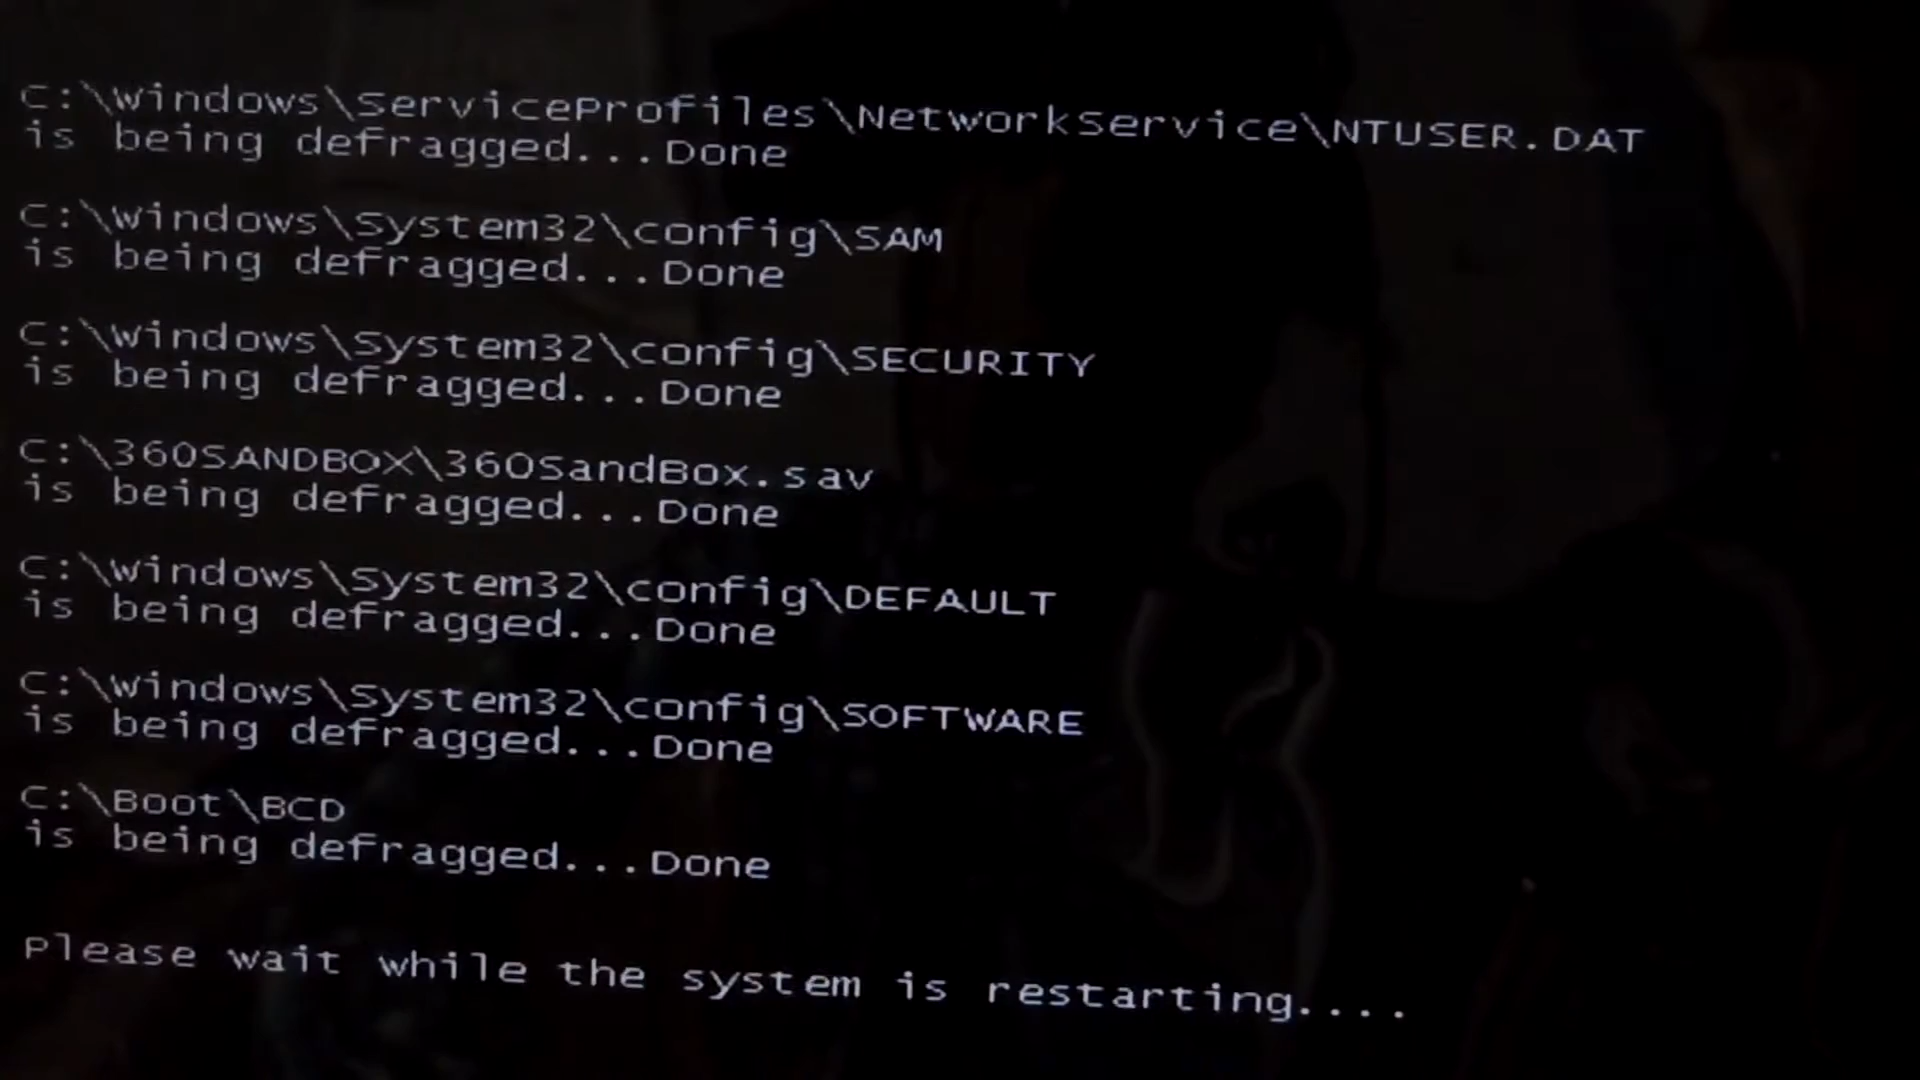 C:\Windows\ServiceProfiles\NetworkService\NTUSER.DAT
is being defragged...Done
C:\Windows\System32\config\SAM
is being defragged...Done
C:\Windows\System32\config\SECURITY
is being defragged...Done
C:\360SANDBOX\360SandBox.sav
is being defragged...Done
C:\Windows\System32\config\DEFAULT
is being defragged...Done
C:\Windows\System32\config\SOFTWARE
is being defragged...Done
C:\Boot\BCD
is being defragged...Done
Please wait while the system is restarting....